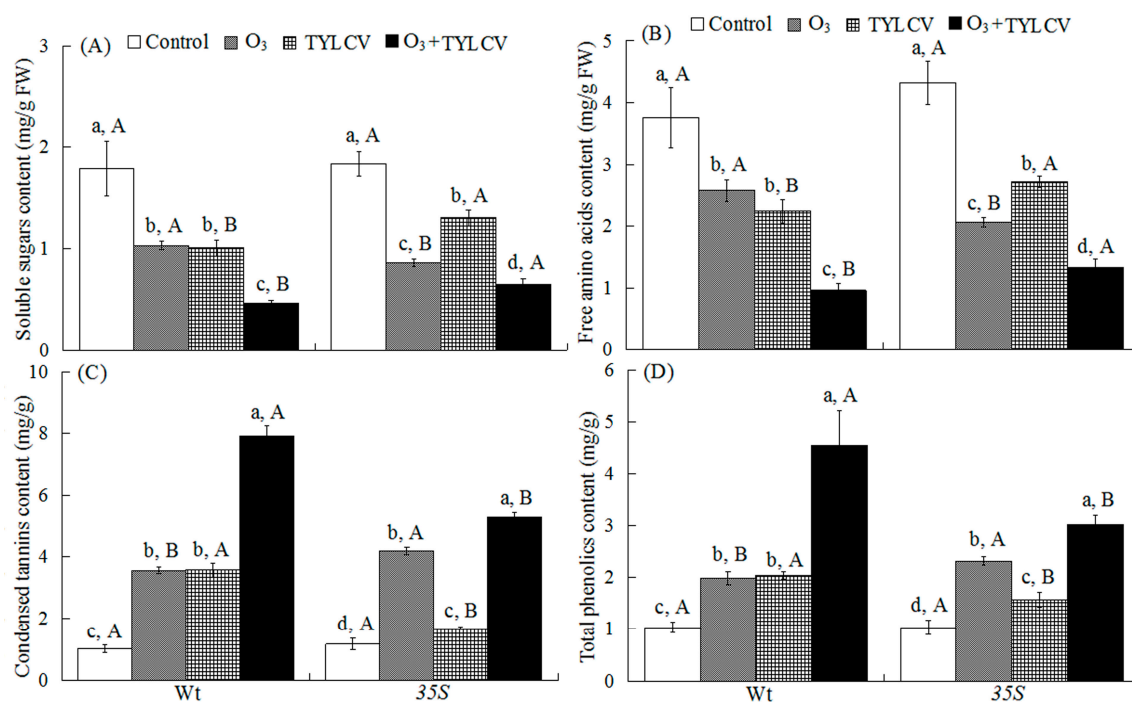 Control O₃ TYLCV O₃+TYLCV
(A)
Soluble sugars content (mg/g FW)
3
2
1
0
a, A
b, A
b, B
c, B
a, A
c, B
b, A
d, A
Control O₃ TYLCV O₃+TYLCV
(B)
Free amino acids content (mg/g FW)
5
4
3
2
1
0
a, A
b, A
b, B
c, B
a, A
c, B
b, A
d, A
(C)
Condensed tannins content (mg/g)
10
8
6
4
2
0
c, A
b, B
b, A
a, A
d, A
b, A
c, B
a, B
Wt 35S
(D)
Total phenolics content (mg/g)
6
5
4
3
2
1
0
c, A
b, B
b, A
a, A
d, A
b, A
c, B
a, B
Wt 35S